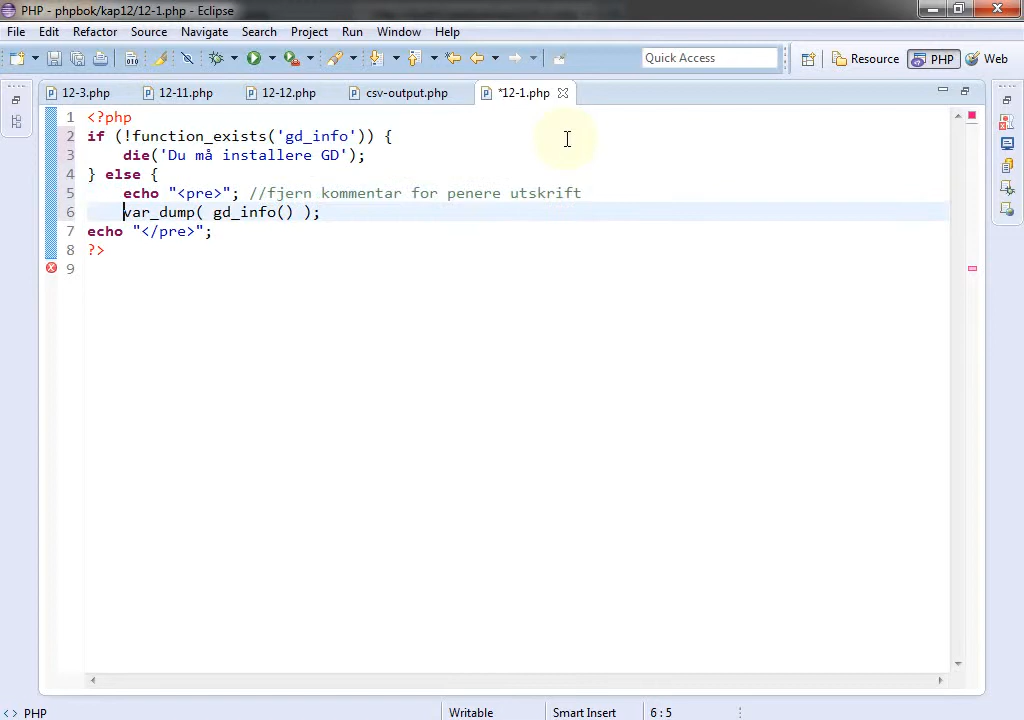 PHP - phpbok/kap12/12-1.php - Eclipse
File Edit Refactor Source Navigate Search Project Run Window Help
Quick Access Resource PHP Web
12-3.php 12-11.php 12-12.php csv-output.php *12-1.php
1 <?php
2 if (!function_exists('gd_info')) {
3 die('Du må installere GD');
4 } else {
5 echo "<pre>"; //fjern kommentar for penere utskrift
6 var_dump( gd_info() );
7 echo "</pre>";
8 ?>
9
PHP Writable Smart Insert 6 : 5